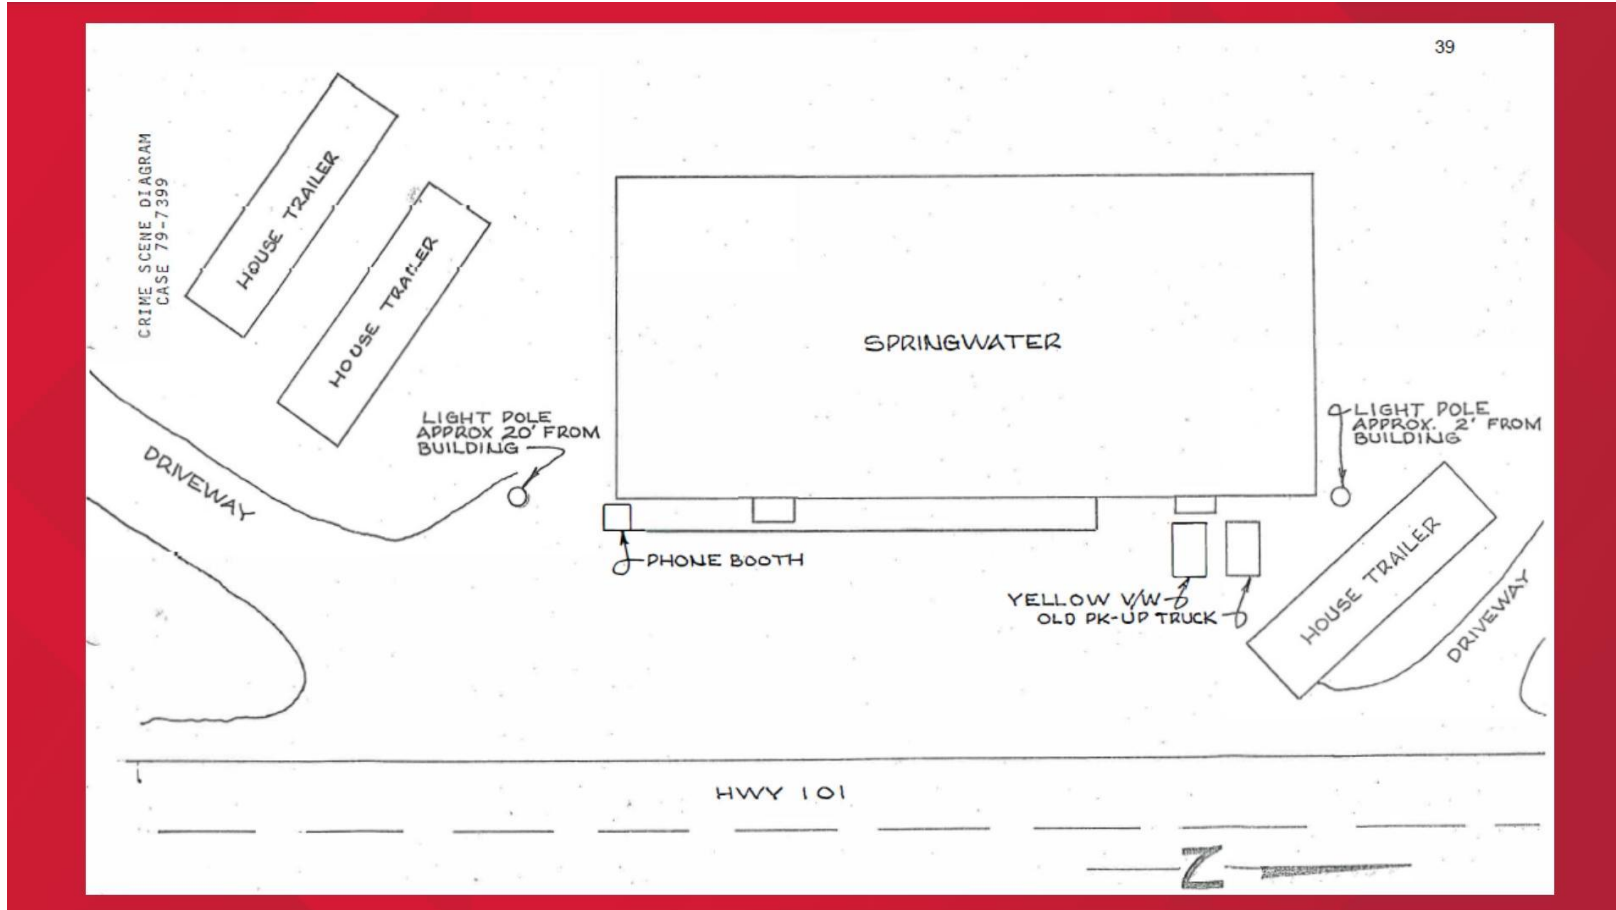 39
CRIME SCENE DIAGRAM
CASE 79-7399
HOUSE TRAILER
HOUSE TRAILER
SPRINGWATER
LIGHT POLE
APPROX 20' FROM
BUILDING
LIGHT POLE
APPROX. 2' FROM
BUILDING
DRIVEWAY
PHONE BOOTH
YELLOW V/W
OLD PK-UP TRUCK
HOUSE TRAILER
DRIVEWAY
HWY 101
N